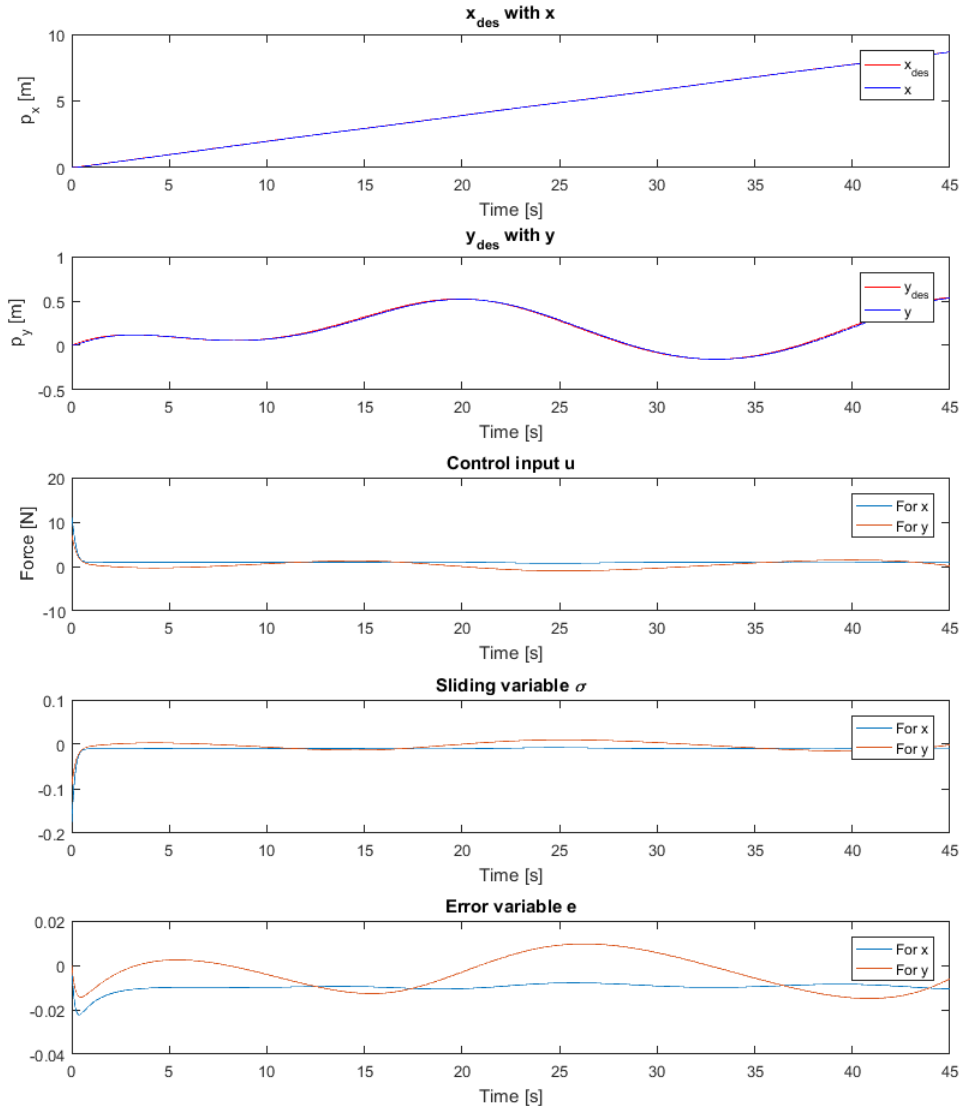 x_des with x
10
5
0
p_x [m]
x_des
x
0 5 10 15 20 25 30 35 40 45
Time [s]
y_des with y
1
0.5
0
-0.5
p_y [m]
y_des
y
0 5 10 15 20 25 30 35 40 45
Time [s]
Control input u
20
10
0
-10
Force [N]
For x
For y
0 5 10 15 20 25 30 35 40 45
Time [s]
Sliding variable σ
0.1
0
-0.1
-0.2
For x
For y
0 5 10 15 20 25 30 35 40 45
Time [s]
Error variable e
0.02
0
-0.02
-0.04
For x
For y
0 5 10 15 20 25 30 35 40 45
Time [s]